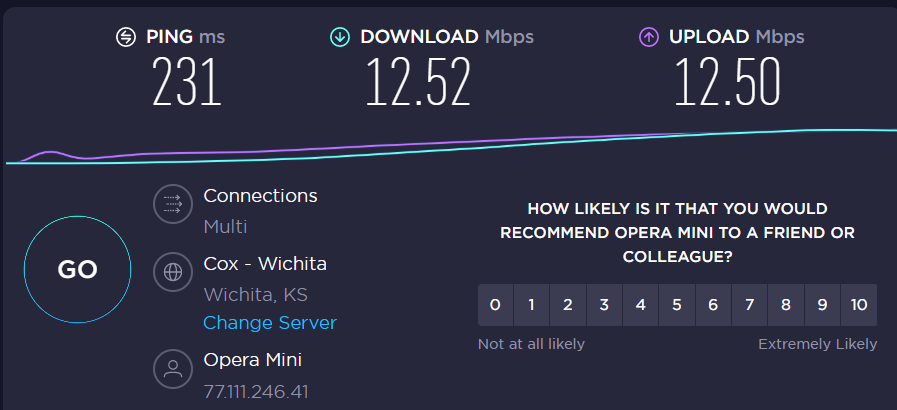 PING ms
231
DOWNLOAD Mbps
12.52
UPLOAD Mbps
12.50
GO
Connections
Multi
Cox - Wichita
Wichita, KS
Change Server
Opera Mini
77.111.246.41
HOW LIKELY IS IT THAT YOU WOULD
RECOMMEND OPERA MINI TO A FRIEND OR
COLLEAGUE?
0 1 2 3 4 5 6 7 8 9 10
Not at all likely Extremely Likely